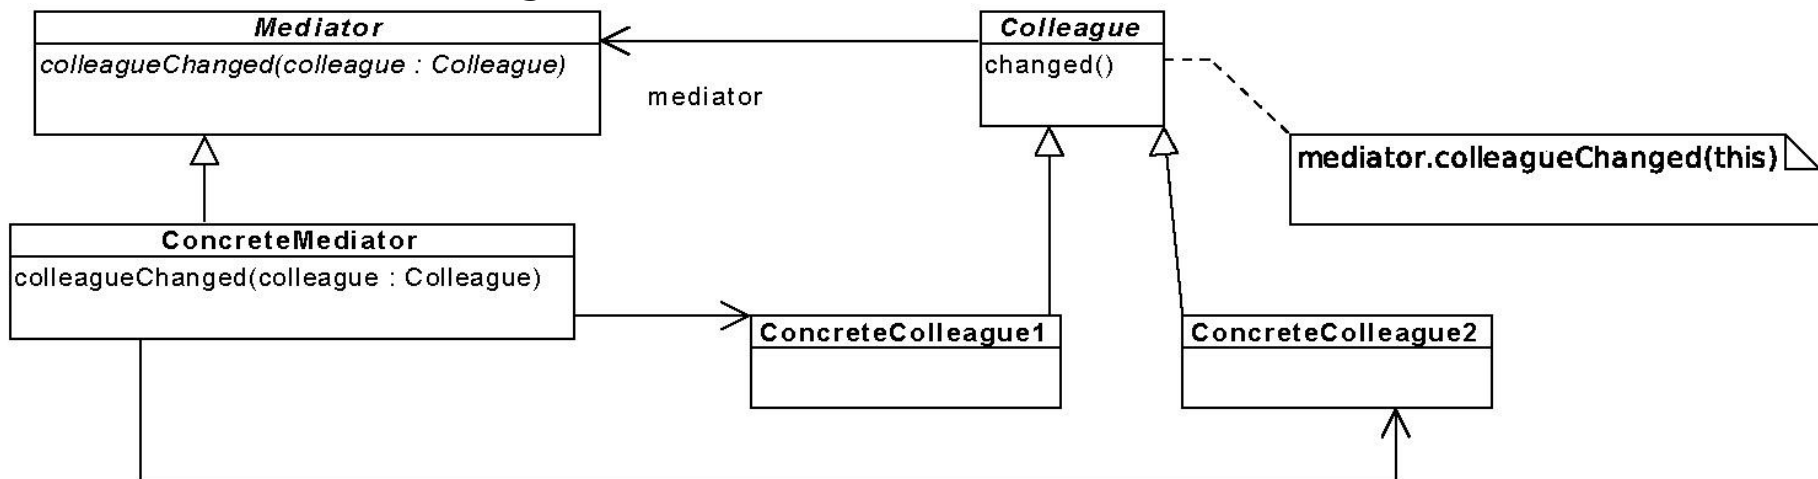 Mediator
colleagueChanged(colleague : Colleague)
mediator
Colleague
changed()
mediator.colleagueChanged(this)
ConcreteMediator
colleagueChanged(colleague : Colleague)
ConcreteColleague1
ConcreteColleague2